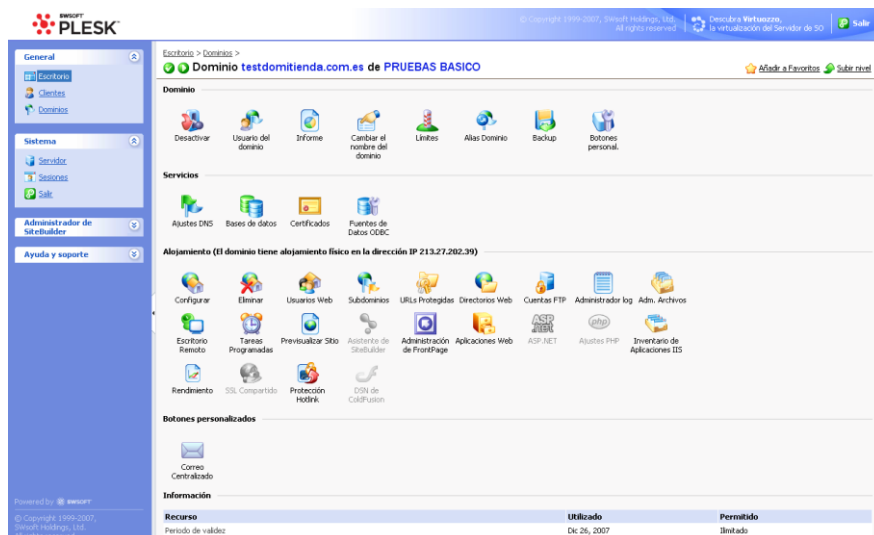 SWSOFT
PLESK
© Copyright 1999-2007, SWsoft Holdings, Ltd.
All rights reserved
Descubra Virtuozzo,
la virtualización del Servidor de SO
Salir
General
Escritorio
Clientes
Dominios
Sistema
Servidor
Sesiones
Salir
Administrador de
SiteBuilder
Ayuda y soporte
Powered by SWSOFT
© Copyright 1999-2007,
SWsoft Holdings, Ltd.
All rights reserved
Escritorio > Dominios >
Dominio testdomitienda.com.es de PRUEBAS BASICO
Añadir a Favoritos Subir nivel
Dominio
Desactivar
Usuario del
dominio
Informe
Cambiar el
nombre del
dominio
Límites
Alias Dominio
Backup
Botones
personal.
Servicios
Ajustes DNS
Bases de datos
Certificados
Fuentes de
Datos ODBC
Alojamiento (El dominio tiene alojamiento físico en la dirección IP 213.27.202.39)
Configurar
Eliminar
Usuarios Web
Subdominios
URLs Protegidas
Directorios Web
Cuentas FTP
Administrador log
Adm. Archivos
Escritorio
Remoto
Tareas
Programadas
Previsualizar Sitio
Asistente de
SiteBuilder
Administración
de FrontPage
Aplicaciones Web
ASP.NET
Ajustes PHP
Inventario de
Aplicaciones IIS
Rendimiento
SSL Compartido
Protección
Hotlink
DSN de
ColdFusion
Botones personalizados
Correo
Centralizado
Información
Recurso Utilizado Permitido
Periodo de validez Dic 26, 2007 Ilimitado